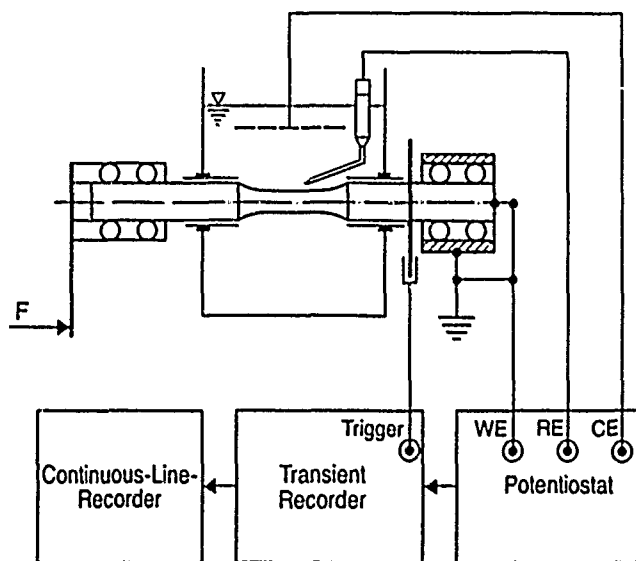 F
Trigger
WE RE CE
Continuous-Line-
Recorder
Transient
Recorder
Potentiostat